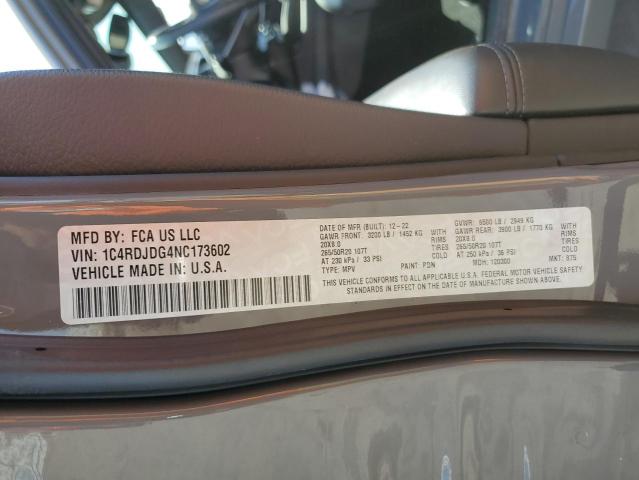 MFD BY: FCA US LLC
VIN: 1C4RDJDG4NC173602
VEHICLE MADE IN: U.S.A.
DATE OF MFR (BUILT): 12-22
GAWR FRONT: 3200 LB / 1452 KG
20X8.0 RIMS
265/50R20 107T TIRES
AT 230 kPa / 33 PSI COLD
TYPE: MPV PAINT: PDN
GVWR: 6500 LB / 2949 KG
GAWR REAR: 3900 LB / 1770 KG
20X8.0 RIMS
265/50R20 107T TIRES
AT 250 kPa / 36 PSI COLD
MDH: 120300 MKT: 875
THIS VEHICLE CONFORMS TO ALL APPLICABLE U.S.A. FEDERAL MOTOR VEHICLE SAFETY
STANDARDS IN EFFECT ON THE DATE OF MANUFACTURE SHOWN ABOVE.